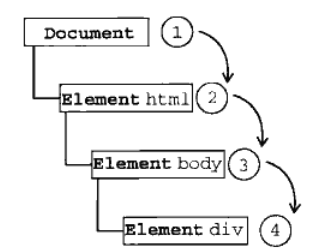 Document 1
Element html 2
Element body 3
Element div 4